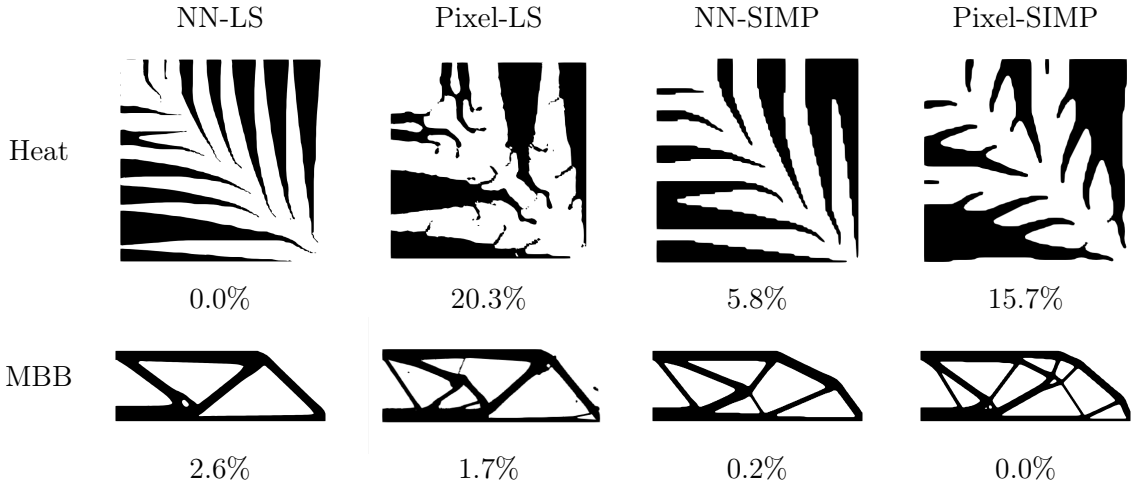 NN-LS Pixel-LS NN-SIMP Pixel-SIMP
Heat
0.0% 20.3% 5.8% 15.7%
MBB
2.6% 1.7% 0.2% 0.0%